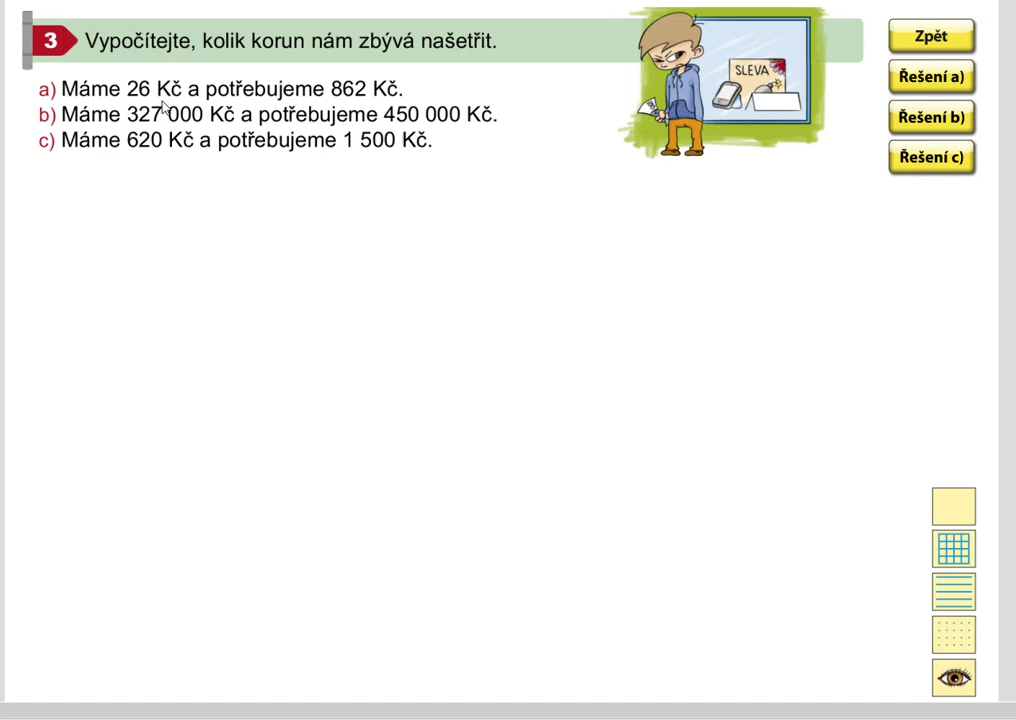 3 Vypočítejte, kolik korun nám zbývá našetřit.
a) Máme 26 Kč a potřebujeme 862 Kč.
b) Máme 327 000 Kč a potřebujeme 450 000 Kč.
c) Máme 620 Kč a potřebujeme 1 500 Kč.
SLEVA
Zpět
Řešení a)
Řešení b)
Řešení c)